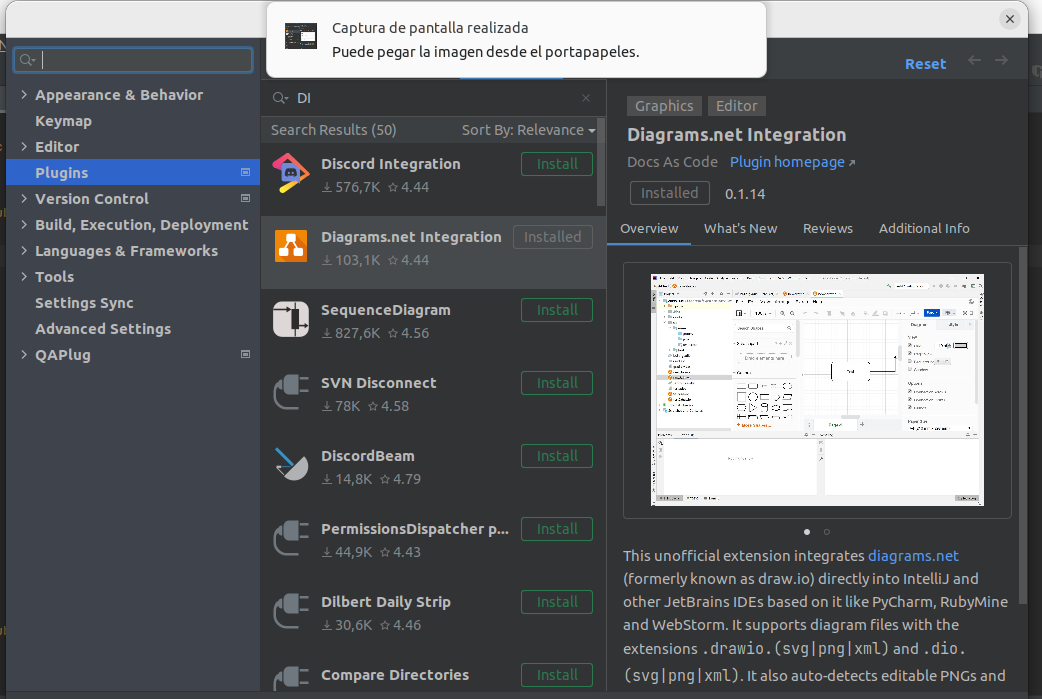 Captura de pantalla realizada
Puede pegar la imagen desde el portapapeles.
Reset
Appearance & Behavior
Keymap
Editor
Plugins
Version Control
Build, Execution, Deployment
Languages & Frameworks
Tools
Settings Sync
Advanced Settings
QAPlug
DI
Search Results (50)
Sort By: Relevance
Discord Integration
Install
576,7K 4.44
Diagrams.net Integration
Installed
103,1K 4.44
SequenceDiagram
Install
827,6K 4.56
SVN Disconnect
Install
78K 4.58
DiscordBeam
Install
14,8K 4.79
PermissionsDispatcher p...
Install
44,9K 4.43
Dilbert Daily Strip
Install
30,6K 4.46
Compare Directories
Install
Graphics Editor
Diagrams.net Integration
Docs As Code Plugin homepage
Installed 0.1.14
Overview What's New Reviews Additional Info
This unofficial extension integrates diagrams.net
(formerly known as draw.io) directly into IntelliJ and
other JetBrains IDEs based on it like PyCharm, RubyMine
and WebStorm. It supports diagram files with the
extensions .drawio.(svg|png|xml) and .dio.
(svg|png|xml). It also auto-detects editable PNGs and